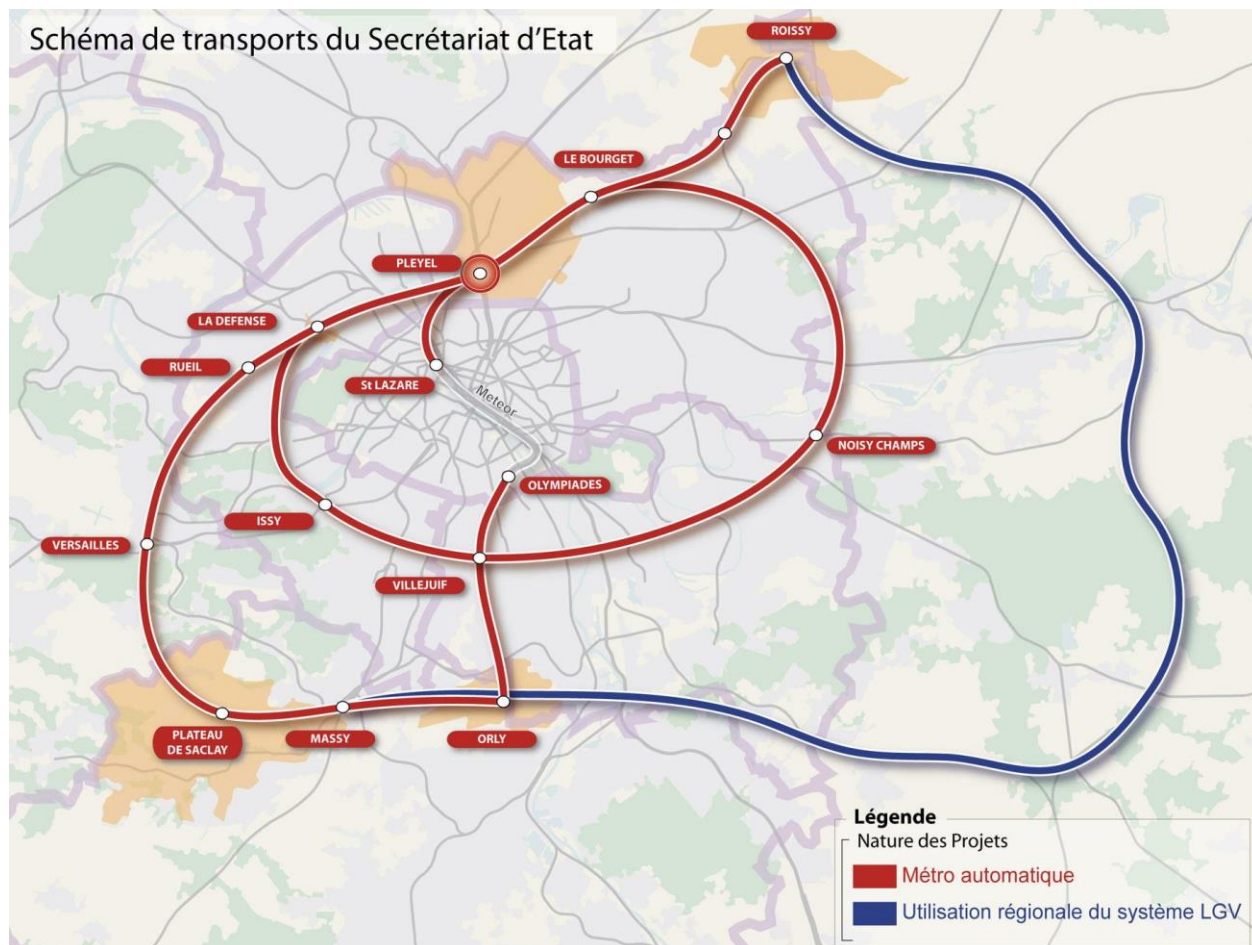 Schéma de transports du Secrétariat d'Etat
ROISSY
LE BOURGET
PLEYEL
LA DEFENSE
RUEIL
St LAZARE
Meteor
NOISY CHAMPS
OLYMPIADES
ISSY
VERSAILLES
VILLEJUIF
PLATEAU
DE SACLAY
MASSY
ORLY
Légende
Nature des Projets
Métro automatique
Utilisation régionale du système LGV